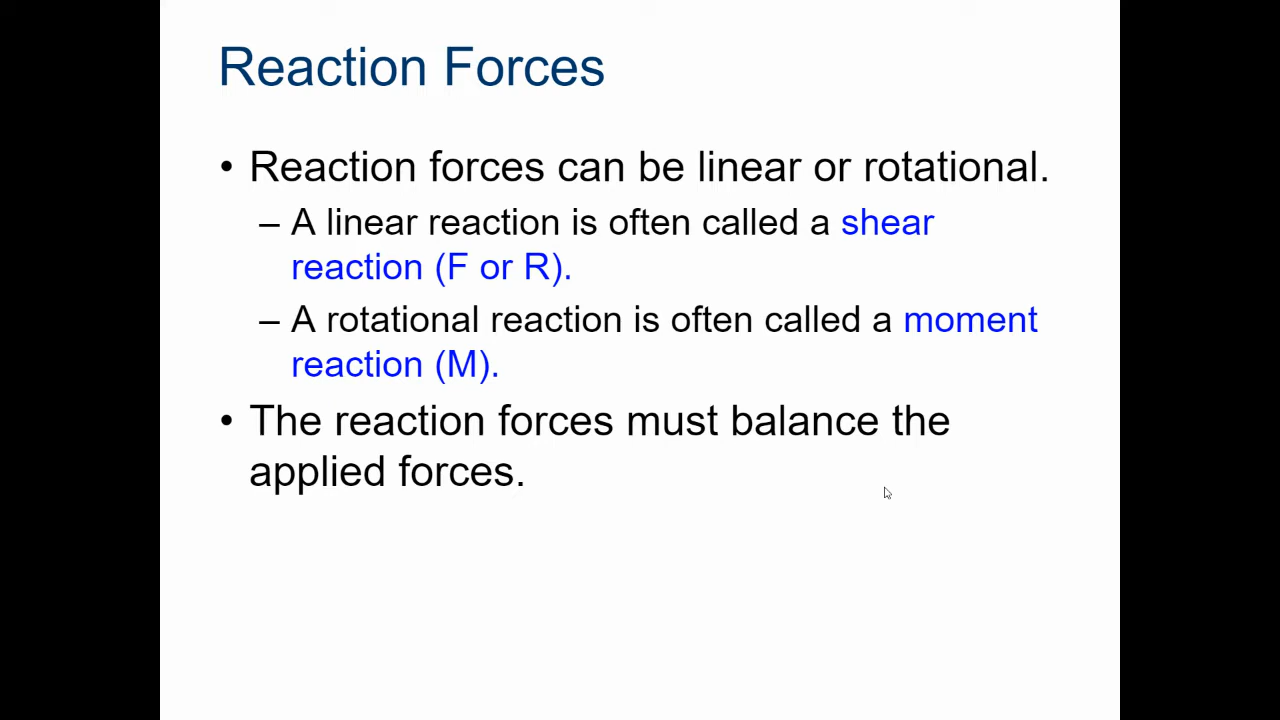 Reaction Forces
• Reaction forces can be linear or rotational.
– A linear reaction is often called a shear
reaction (F or R).
– A rotational reaction is often called a moment
reaction (M).
• The reaction forces must balance the
applied forces.